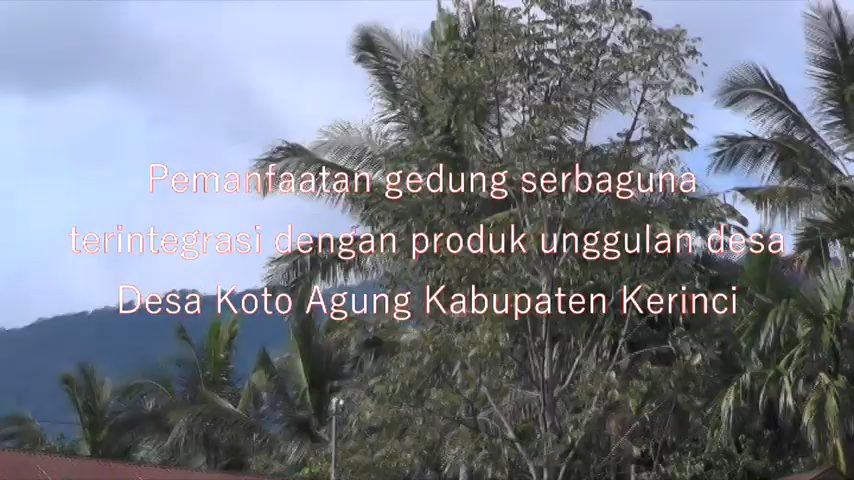 Pemanfaatan gedung serbaguna
terintegrasi dengan produk unggulan desa
Desa Koto Agung Kabupaten Kerinci